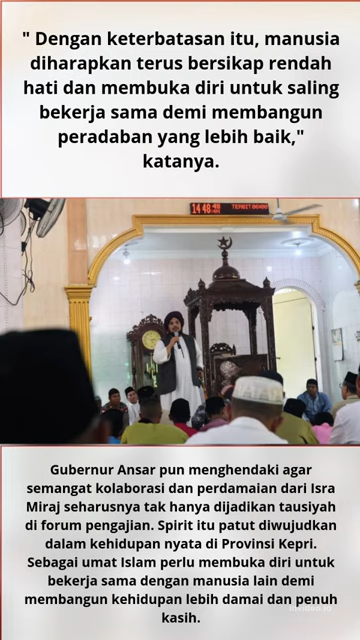 " Dengan keterbatasan itu, manusia
diharapkan terus bersikap rendah
hati dan membuka diri untuk saling
bekerja sama demi membangun
peradaban yang lebih baik,"
katanya.
14 48
Gubernur Ansar pun menghendaki agar
semangat kolaborasi dan perdamaian dari Isra
Miraj seharusnya tak hanya dijadikan tausiyah
di forum pengajian. Spirit itu patut diwujudkan
dalam kehidupan nyata di Provinsi Kepri.
Sebagai umat Islam perlu membuka diri untuk
bekerja sama dengan manusia lain demi
membangun kehidupan lebih damai dan penuh
kasih.